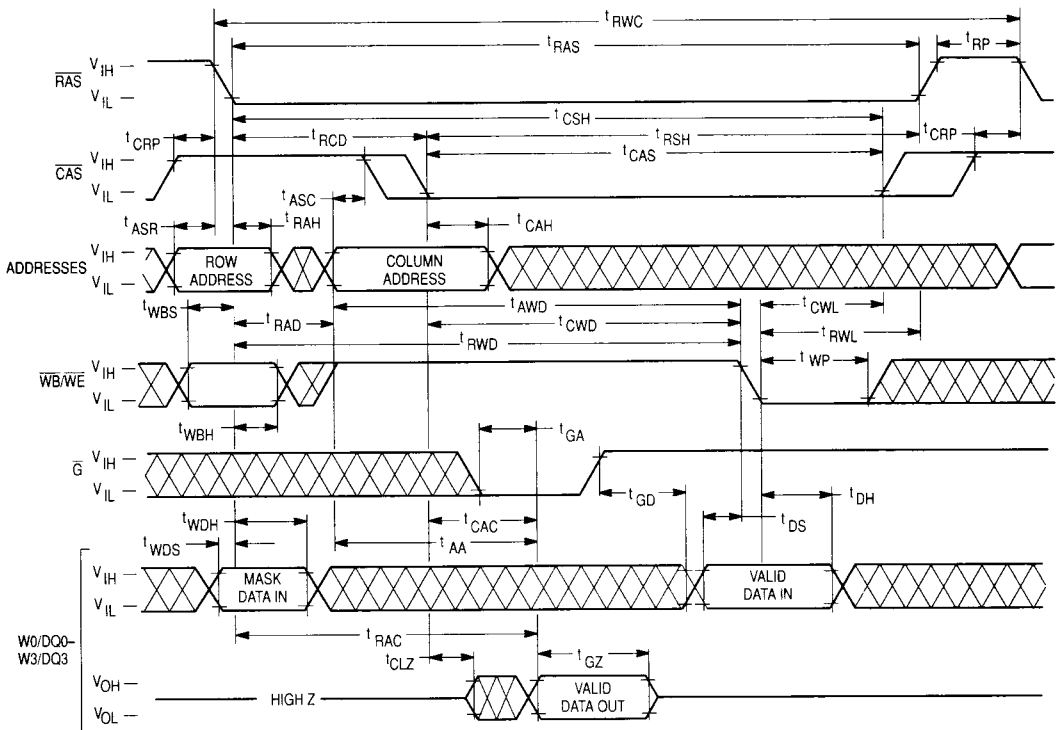 tRWC
tRAS
tRP
RAS
VIH
VIL
tCSH
tCRP
tRCD
tRSH
tCRP
CAS
VIH
VIL
tCAS
tASC
tASR
tRAH
tCAH
ADDRESSES
VIH
VIL
ROW
ADDRESS
COLUMN
ADDRESS
tWBS
tRAD
tAWD
tCWD
tRWD
tCWL
tRWL
tWP
WB/WE
VIH
VIL
tWBH
tGA
G
VIH
VIL
tGD
tDH
tDS
tWDH
tCAC
tAA
tWDS
VIH
VIL
MASK
DATA IN
VALID
DATA IN
W0/DQ0–
W3/DQ3
tRAC
tCLZ
tGZ
VOH
VOL
HIGH Z
VALID
DATA OUT